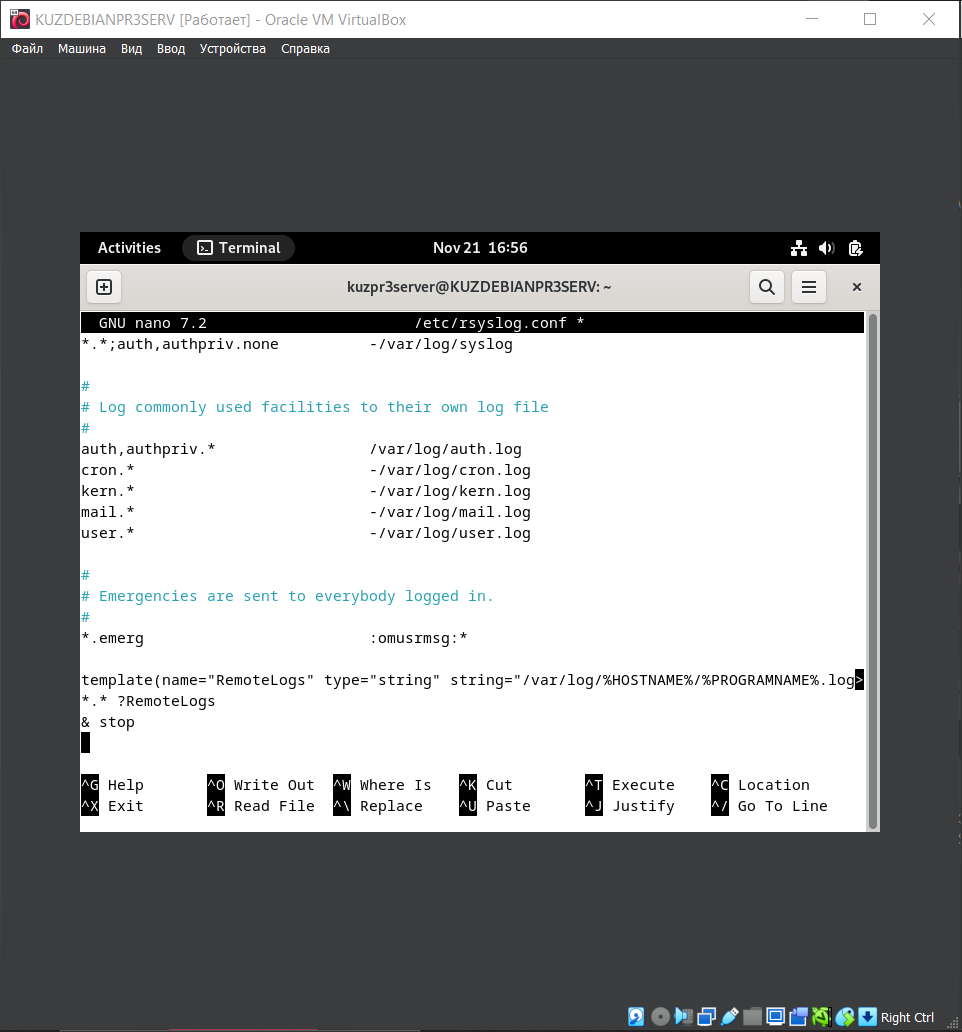 KUZDEBIANPR3SERV [Работает] - Oracle VM VirtualBox
Файл Машина Вид Ввод Устройства Справка
Activities Terminal Nov 21 16:56
kuzpr3server@KUZDEBIANPR3SERV: ~
GNU nano 7.2 /etc/rsyslog.conf *
*.*;auth,authpriv.none -/var/log/syslog
#
# Log commonly used facilities to their own log file
#
auth,authpriv.* /var/log/auth.log
cron.* -/var/log/cron.log
kern.* -/var/log/kern.log
mail.* -/var/log/mail.log
user.* -/var/log/user.log
#
# Emergencies are sent to everybody logged in.
#
*.emerg :omusrmsg:*
template(name="RemoteLogs" type="string" string="/var/log/%HOSTNAME%/%PROGRAMNAME%.log>
*.* ?RemoteLogs
& stop
^G Help ^O Write Out ^W Where Is ^K Cut ^T Execute ^C Location
^X Exit ^R Read File ^\ Replace ^U Paste ^J Justify ^/ Go To Line
Right Ctrl